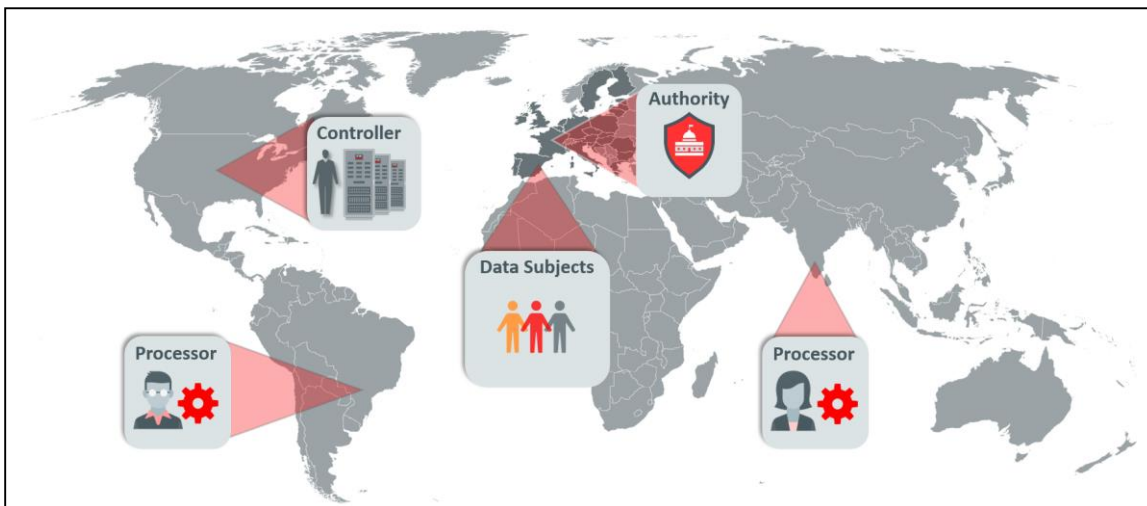 Controller
Authority
Data Subjects
Processor
Processor